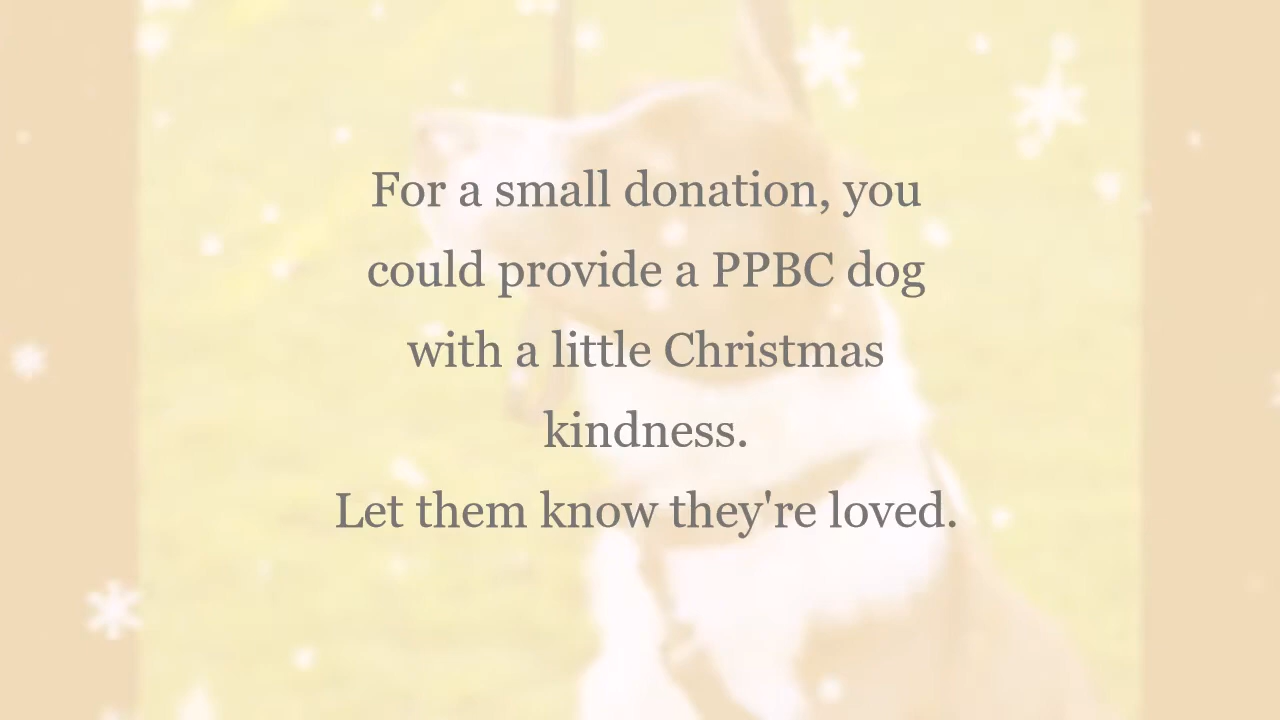 For a small donation, you
could provide a PPBC dog
with a little Christmas
kindness.
Let them know they're loved.